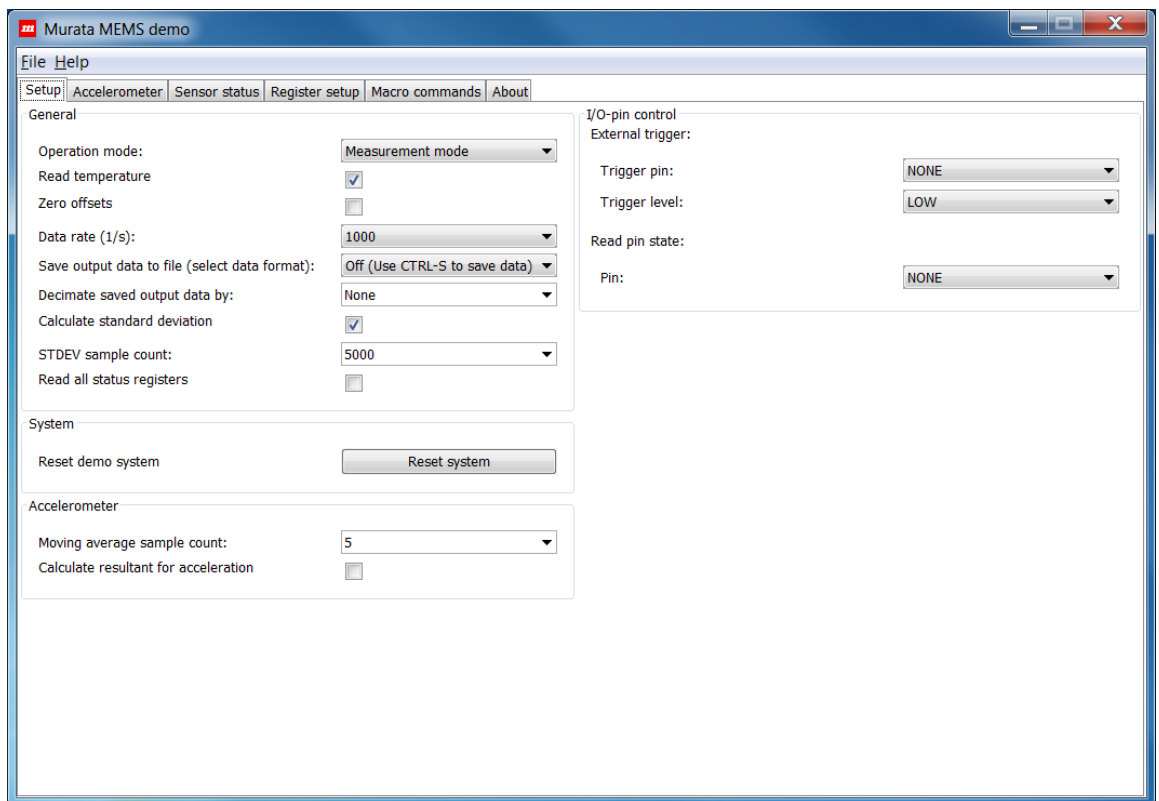 m Murata MEMS demo
File Help
Setup Accelerometer Sensor status Register setup Macro commands About
General
Operation mode: Measurement mode
Read temperature
Zero offsets
Data rate (1/s): 1000
Save output data to file (select data format): Off (Use CTRL-S to save data)
Decimate saved output data by: None
Calculate standard deviation
STDEV sample count: 5000
Read all status registers
System
Reset demo system Reset system
Accelerometer
Moving average sample count: 5
Calculate resultant for acceleration
I/O-pin control
External trigger:
Trigger pin: NONE
Trigger level: LOW
Read pin state:
Pin: NONE